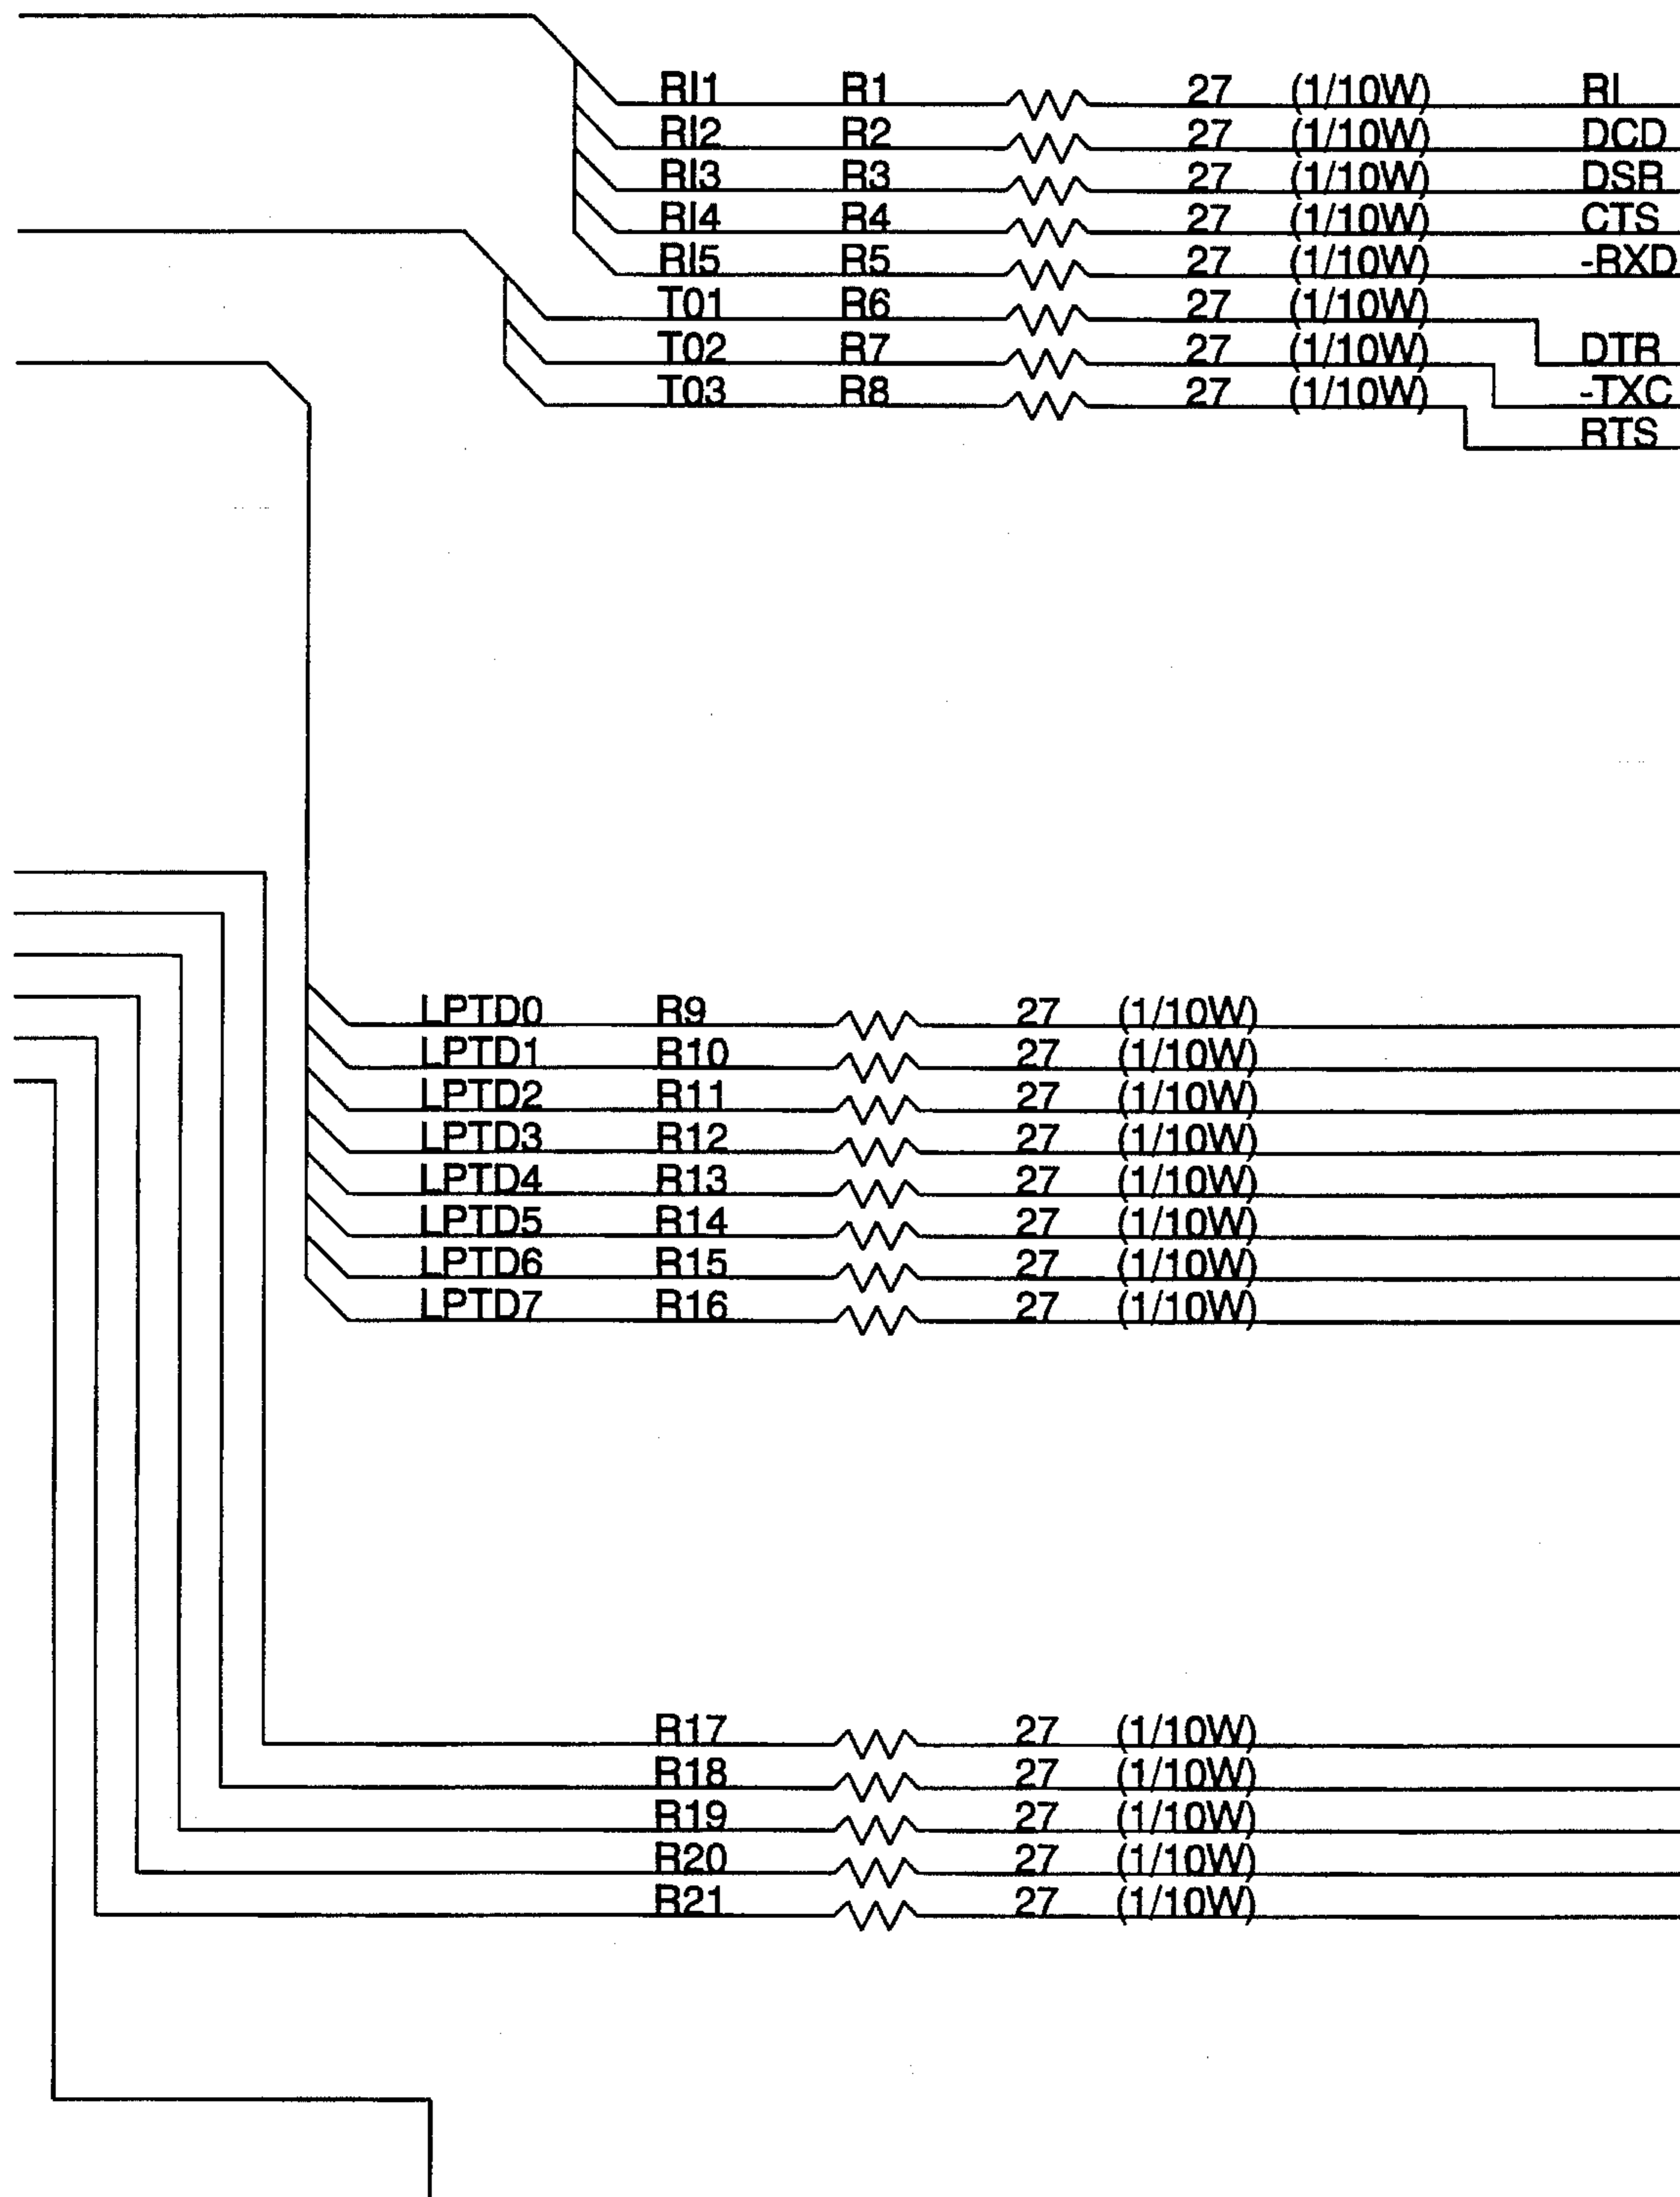 RI1 R1 27 (1/10W) RI
RI2 R2 27 (1/10W) DCD
RI3 R3 27 (1/10W) DSR
RI4 R4 27 (1/10W) CTS
RI5 R5 27 (1/10W) -RXD
T01 R6 27 (1/10W)
T02 R7 27 (1/10W) DTR
T03 R8 27 (1/10W) -TXC
RTS
LPTD0 R9 27 (1/10W)
LPTD1 R10 27 (1/10W)
LPTD2 R11 27 (1/10W)
LPTD3 R12 27 (1/10W)
LPTD4 R13 27 (1/10W)
LPTD5 R14 27 (1/10W)
LPTD6 R15 27 (1/10W)
LPTD7 R16 27 (1/10W)
R17 27 (1/10W)
R18 27 (1/10W)
R19 27 (1/10W)
R20 27 (1/10W)
R21 27 (1/10W)